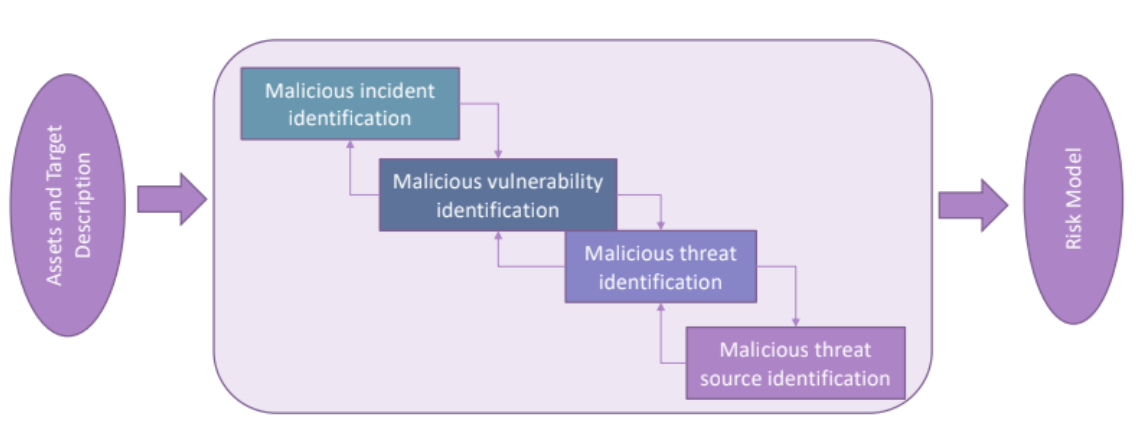 Assets and Target
Description
Malicious incident
identification
Malicious vulnerability
identification
Malicious threat
identification
Malicious threat
source identification
Risk Model